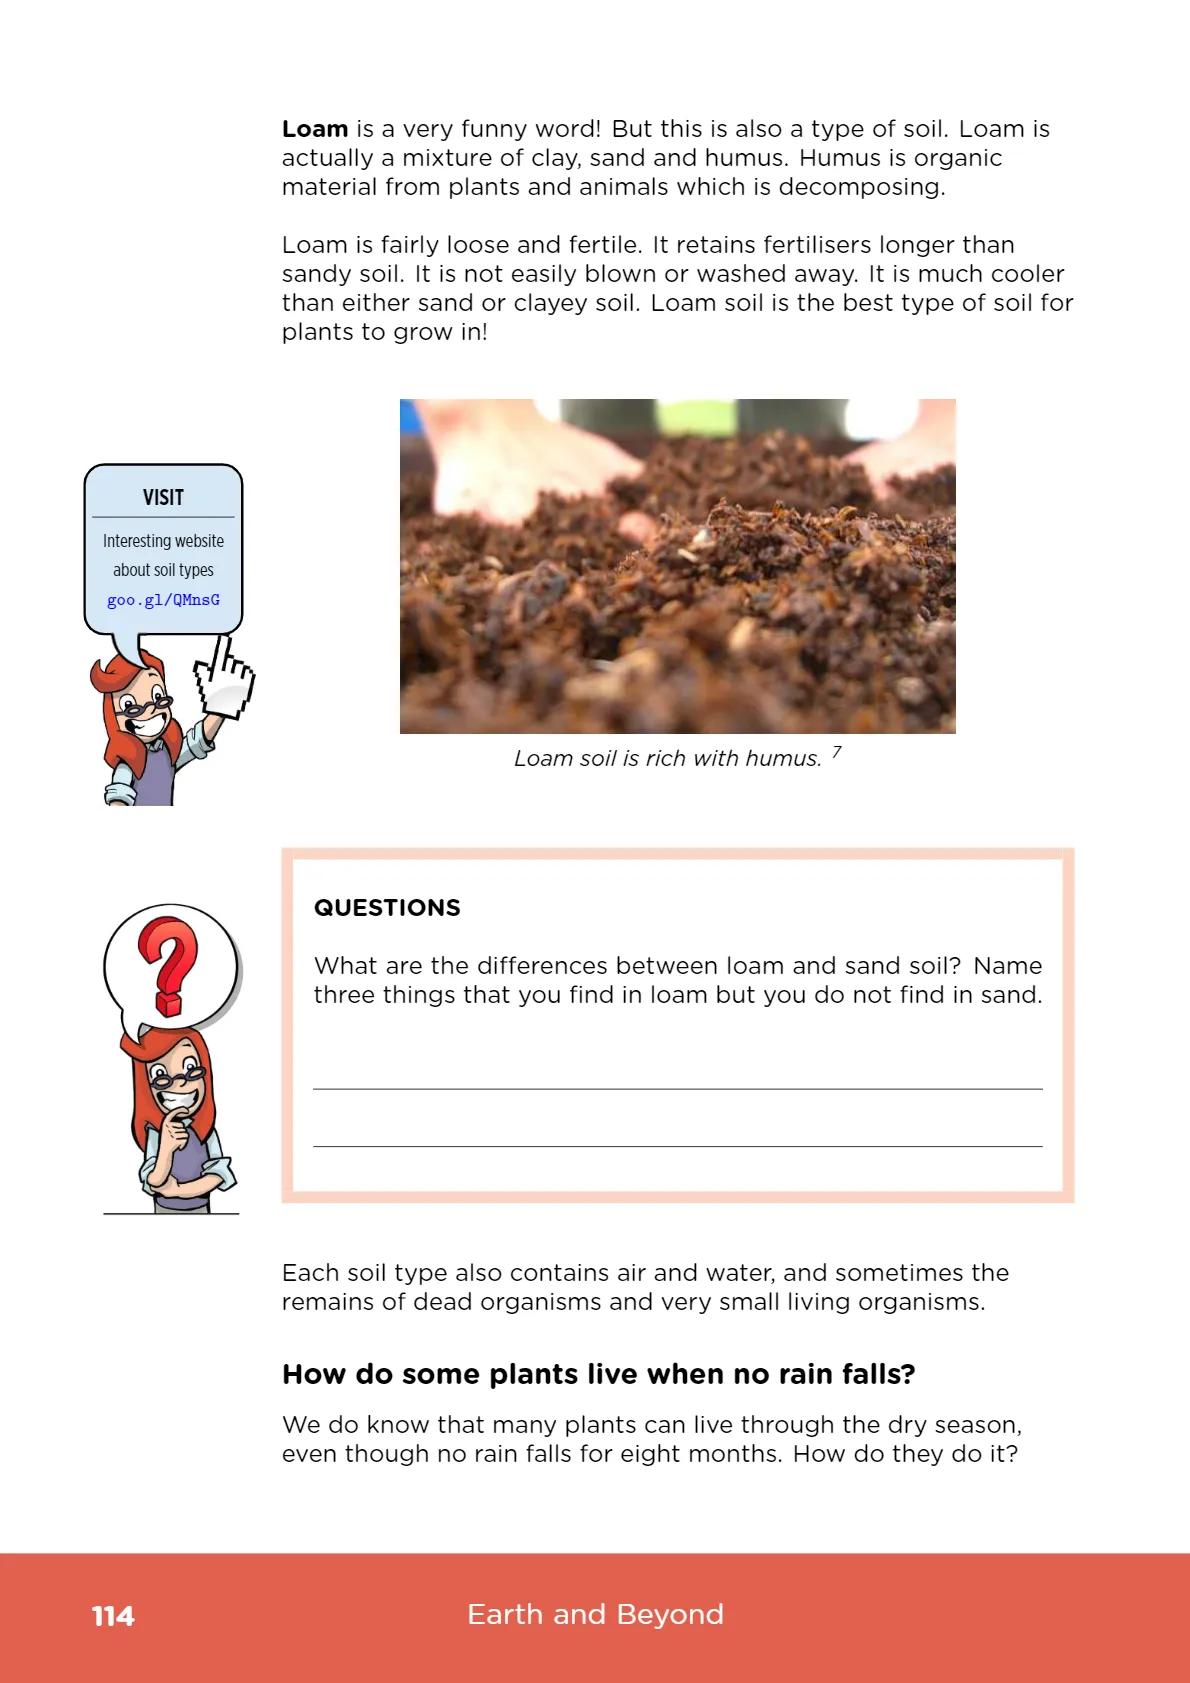 Loam is a very funny word! But this is also a type of soil. Loam is
actually a mixture of clay, sand and humus. Humus is organic
material from plants and animals which is decomposing.
Loam is fairly loose and fertile. It retains fertilisers longer than
sandy soil. It is not easily blown or washed away. It is much cooler
than either sand or clayey soil. Loam soil is the best type of soil for
plants to grow in!
VISIT
Interesting website
about soil types
goo.gl/QMnsG
Loam soil is rich with humus. 7
QUESTIONS
What are the differences between loam and sand soil? Name
three things that you find in loam but you do not find in sand.
Each soil type also contains air and water, and sometimes the
remains of dead organisms and very small living organisms.
How do some plants live when no rain falls?
We do know that many plants can live through the dry season,
even though no rain falls for eight months. How do they do it?
114
Earth and Beyond